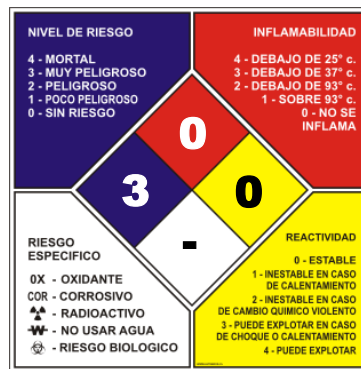 NIVEL DE RIESGO
4 - MORTAL
3 - MUY PELIGROSO
2 - PELIGROSO
1 - POCO PELIGROSO
0 - SIN RIESGO
INFLAMABILIDAD
4 - DEBAJO DE 25° c.
3 - DEBAJO DE 37° c.
2 - DEBAJO DE 93° c.
1 - SOBRE 93° c.
0 - NO SE
INFLAMA
0
3
0
-
RIESGO
ESPECIFICO
0X - OXIDANTE
COR - CORROSIVO
- RADIOACTIVO
W - NO USAR AGUA
- RIESGO BIOLOGICO
REACTIVIDAD
0 - ESTABLE
1 - INESTABLE EN CASO
DE CALENTAMIENTO
2 - INESTABLE EN CASO
DE CAMBIO QUIMICO VIOLENTO
3 - PUEDE EXPLOTAR EN CASO
DE CHOQUE O CALENTAMIENTO
4 - PUEDE EXPLOTAR